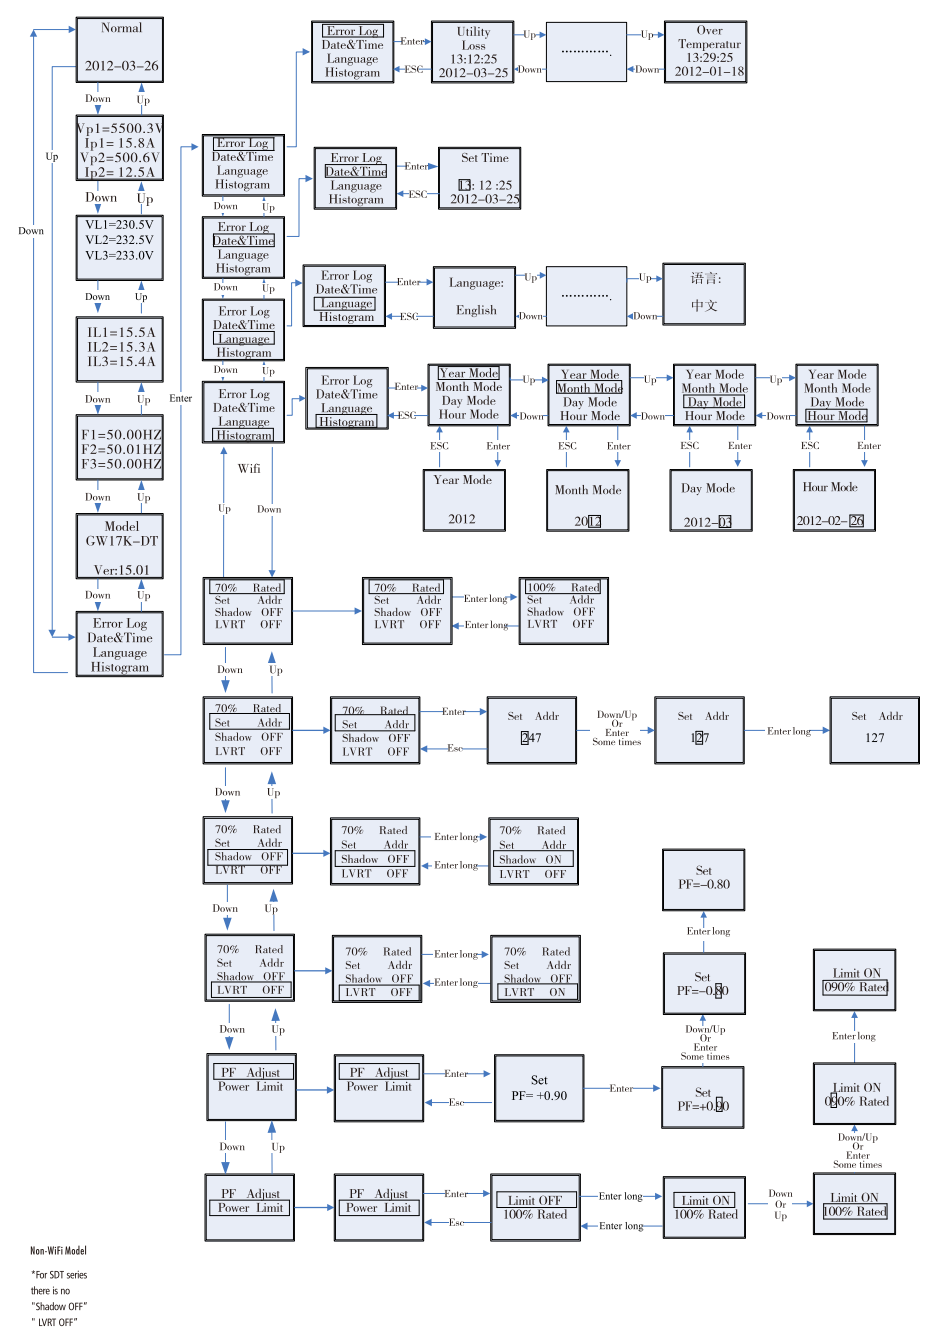 Normal
2012-03-26
Down
Up
Vp1=5500.3V
Ip1= 15.8A
Vp2=500.6V
Ip2= 12.5A
Down
Up
VL1=230.5V
VL2=232.5V
VL3=233.0V
Down
Up
IL1=15.5A
IL2=15.3A
IL3=15.4A
Down
Up
F1=50.00HZ
F2=50.01HZ
F3=50.00HZ
Down
Up
Model
GW17K-DT
Ver:15.01
Down
Up
Error Log
Date&Time
Language
Histogram
Up
Down
Enter
Error Log
Date&Time
Language
Histogram
Down
Up
Error Log
Date&Time
Language
Histogram
Down
Up
Error Log
Date&Time
Language
Histogram
Down
Up
Error Log
Date&Time
Language
Histogram
Wifi
Up
Down
Error Log
Date&Time
Language
Histogram
Enter
ESC
Utility
Loss
13:12:25
2012-03-25
Up
Down
.............
Up
Down
Over
Temperatur
13:29:25
2012-01-18
Error Log
Date&Time
Language
Histogram
Enter
ESC
Set Time
13: 12 :25
2012-03-25
Error Log
Date&Time
Language
Histogram
Enter
ESC
Language:
English
Up
Down
.............
Up
Down
语言:
中文
Error Log
Date&Time
Language
Histogram
Enter
ESC
Year Mode
Month Mode
Day Mode
Hour Mode
Up
Down
Year Mode
Month Mode
Day Mode
Hour Mode
Up
Down
Year Mode
Month Mode
Day Mode
Hour Mode
Up
Down
Year Mode
Month Mode
Day Mode
Hour Mode
ESC
Enter
ESC
Enter
ESC
Enter
ESC
Enter
Year Mode
2012
Month Mode
2012
Day Mode
2012-03
Hour Mode
2012-02- 26
70% Rated
Set Addr
Shadow OFF
LVRT OFF
70% Rated
Set Addr
Shadow OFF
LVRT OFF
Enter long
Enter long
100% Rated
Set Addr
Shadow OFF
LVRT OFF
Down
Up
70% Rated
Set Addr
Shadow OFF
LVRT OFF
70% Rated
Set Addr
Shadow OFF
LVRT OFF
Enter
Esc
Set Addr
247
Down/Up
Or
Enter
Some times
Set Addr
127
Enter long
Set Addr
127
Down
Up
70% Rated
Set Addr
Shadow OFF
LVRT OFF
70% Rated
Set Addr
Shadow OFF
LVRT OFF
Enter long
Enter long
70% Rated
Set Addr
Shadow ON
LVRT OFF
Down
Up
70% Rated
Set Addr
Shadow OFF
LVRT OFF
70% Rated
Set Addr
Shadow OFF
LVRT OFF
Enter long
Enter long
70% Rated
Set Addr
Shadow OFF
LVRT ON
Down
Up
PF Adjust
Power Limit
PF Adjust
Power Limit
Enter
Esc
Set
PF= +0.90
Enter
Set
PF=+0.90
Down/Up
Or
Enter
Some times
Set
PF=-0.80
Enter long
Set
PF=-0.80
Down
Up
PF Adjust
Power Limit
PF Adjust
Power Limit
Enter
Esc
Limit OFF
100% Rated
Enter long
Enter long
Limit ON
100% Rated
Down
Or
Up
Limit ON
100% Rated
Down/Up
Or
Enter
Some times
Limit ON
090% Rated
Enter long
Limit ON
090% Rated
Non-WiFi Model
*For SDT series
there is no
"Shadow OFF"
" LVRT OFF"